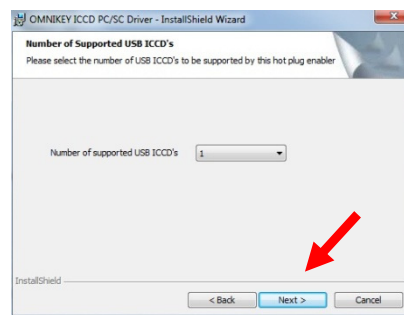 OMNIKEY ICCD PC/SC Driver - InstallShield Wizard
Number of Supported USB ICCD's
Please select the number of USB ICCD's to be supported by this hot plug enabler
Number of supported USB ICCD's 1
InstallShield
< Back Next > Cancel